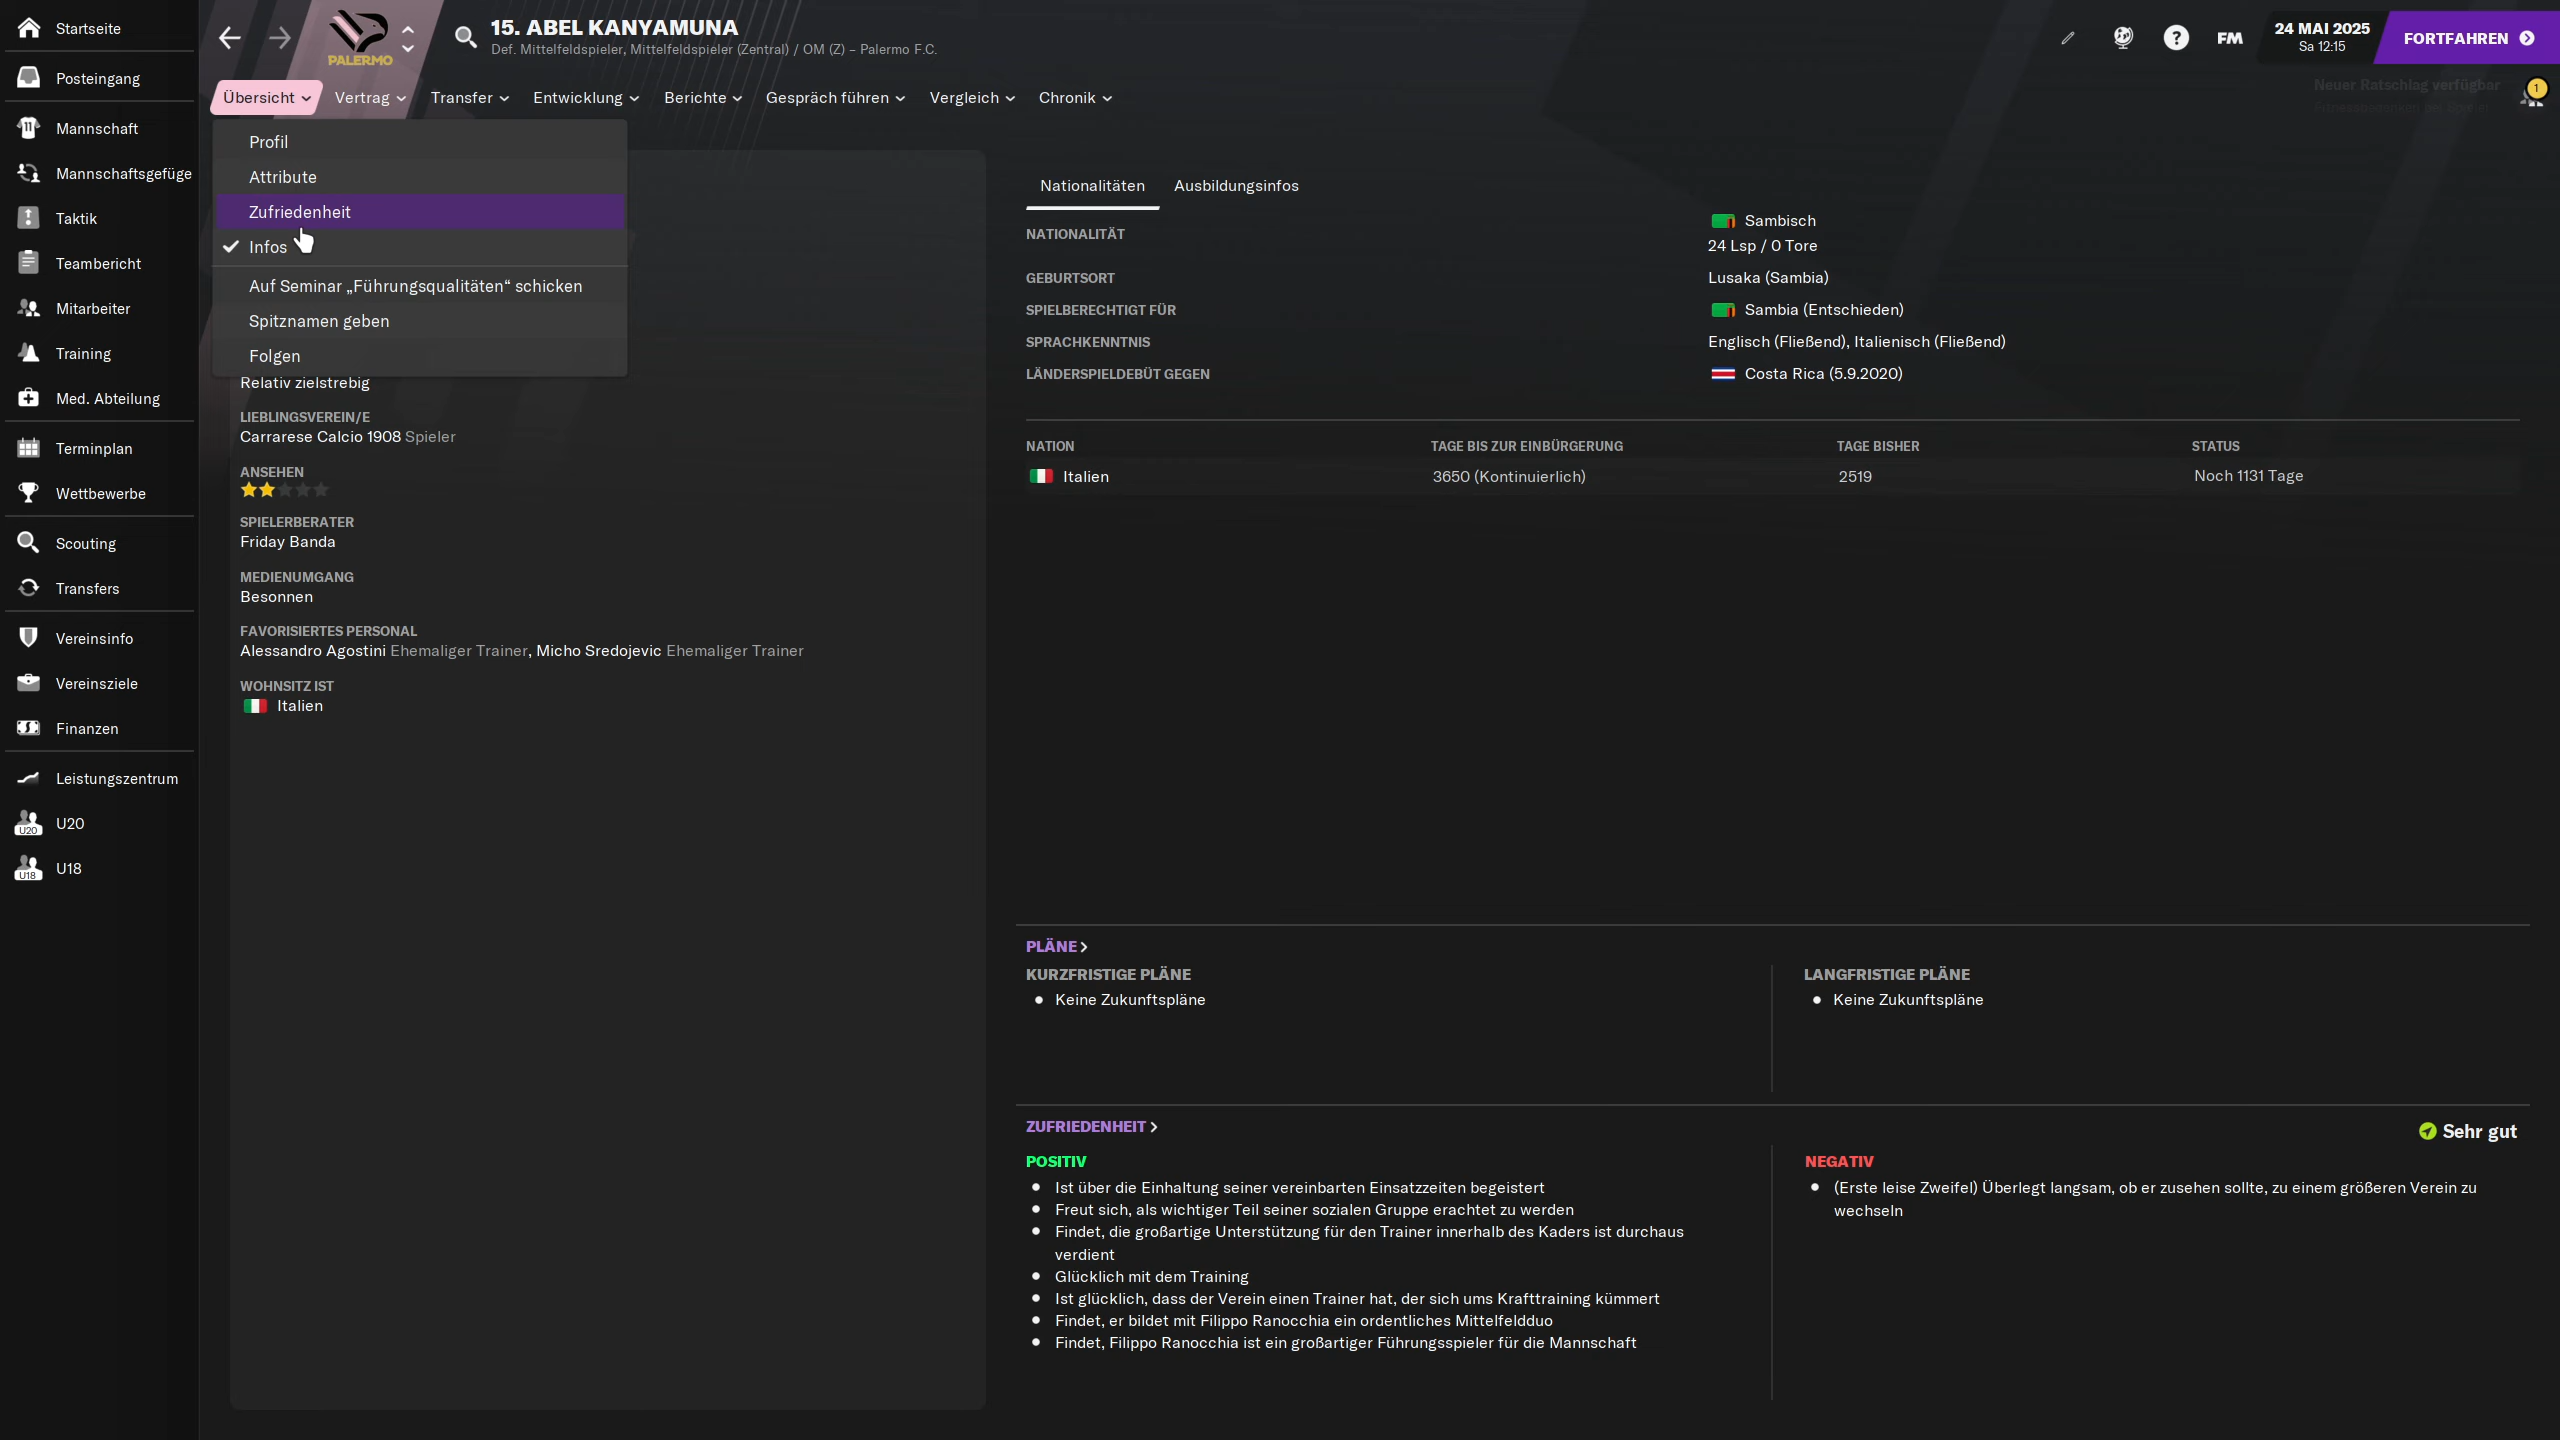 Startseite
Posteingang
Mannschaft
Mannschaftsgefüge
Taktik
Teambericht
Mitarbeiter
Training
Med. Abteilung
Terminplan
Wettbewerbe
Scouting
Transfers
Vereinsinfo
Vereinsziele
Finanzen
Leistungszentrum
U20
U20
U18
U18
PALERMO
15. ABEL KANYAMUNA
Def. Mittelfeldspieler, Mittelfeldspieler (Zentral) / OM (Z) – Palermo F.C.
FM
24 MAI 2025
Sa 12:15
FORTFAHREN
Neuer Ratschlag verfügbar
1
Übersicht Vertrag Transfer Entwicklung Berichte Gespräch führen Vergleich Chronik
Profil
Attribute
Zufriedenheit
Infos
Auf Seminar „Führungsqualitäten“ schicken
Spitznamen geben
Folgen
Relativ zielstrebig
LIEBLINGSVEREIN/E
Carrarese Calcio 1908 Spieler
ANSEHEN
SPIELERBERATER
Friday Banda
MEDIENUMGANG
Besonnen
FAVORISIERTES PERSONAL
Alessandro Agostini Ehemaliger Trainer, Micho Sredojevic Ehemaliger Trainer
WOHNSITZ IST
Italien
Nationalitäten Ausbildungsinfos
NATIONALITÄT Sambisch
24 Lsp / 0 Tore
GEBURTSORT Lusaka (Sambia)
SPIELBERECHTIGT FÜR Sambia (Entschieden)
SPRACHKENNTNIS Englisch (Fließend), Italienisch (Fließend)
LÄNDERSPIELDEBÜT GEGEN Costa Rica (5.9.2020)
NATION TAGE BIS ZUR EINBÜRGERUNG TAGE BISHER STATUS
Italien 3650 (Kontinuierlich) 2519 Noch 1131 Tage
PLÄNE
KURZFRISTIGE PLÄNE
Keine Zukunftspläne
LANGFRISTIGE PLÄNE
Keine Zukunftspläne
ZUFRIEDENHEIT Sehr gut
POSITIV
Ist über die Einhaltung seiner vereinbarten Einsatzzeiten begeistert
Freut sich, als wichtiger Teil seiner sozialen Gruppe erachtet zu werden
Findet, die großartige Unterstützung für den Trainer innerhalb des Kaders ist durchaus
verdient
Glücklich mit dem Training
Ist glücklich, dass der Verein einen Trainer hat, der sich ums Krafttraining kümmert
Findet, er bildet mit Filippo Ranocchia ein ordentliches Mittelfeldduo
Findet, Filippo Ranocchia ist ein großartiger Führungsspieler für die Mannschaft
NEGATIV
(Erste leise Zweifel) Überlegt langsam, ob er zusehen sollte, zu einem größeren Verein zu
wechseln